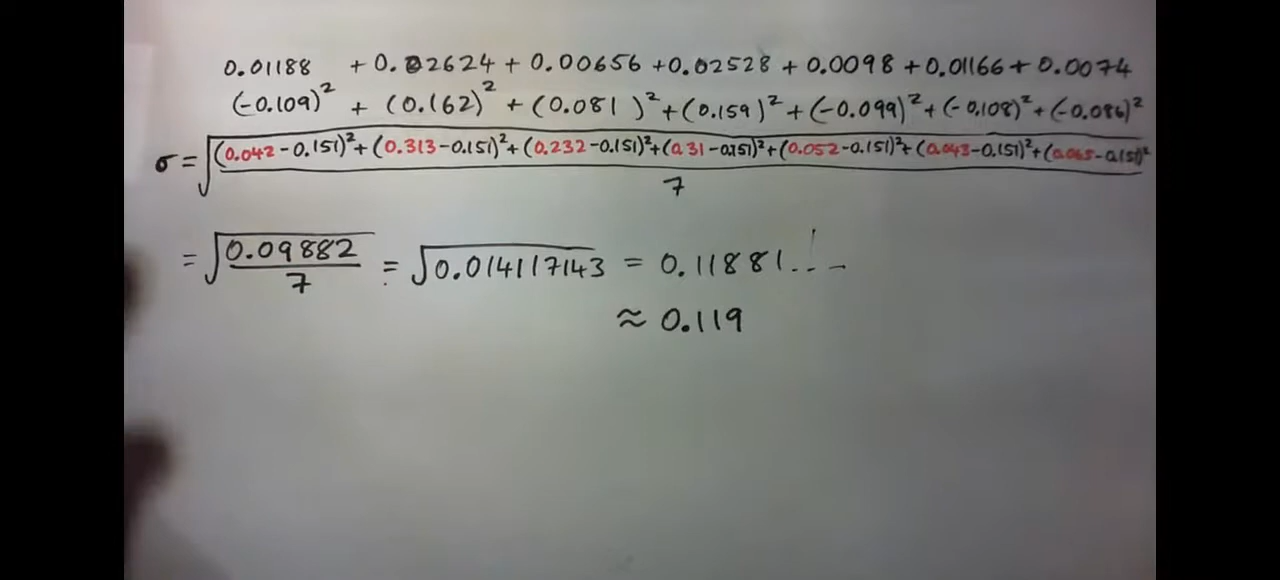 0.01188 + 0.02624 + 0.00656 + 0.02528 + 0.0098 + 0.01166 + 0.0074
(-0.109)² + (0.162)² + (0.081)² + (0.159)² + (-0.099)² + (-0.108)² + (-0.086)²
σ = √((0.042 - 0.151)² + (0.313 - 0.151)² + (0.232 - 0.151)² + (0.31 - 0.151)² + (0.052 - 0.151)² + (0.043 - 0.151)² + (0.065 - 0.151)²
7
= √0.09882/7 = √0.014117143 = 0.11881...
≈ 0.119